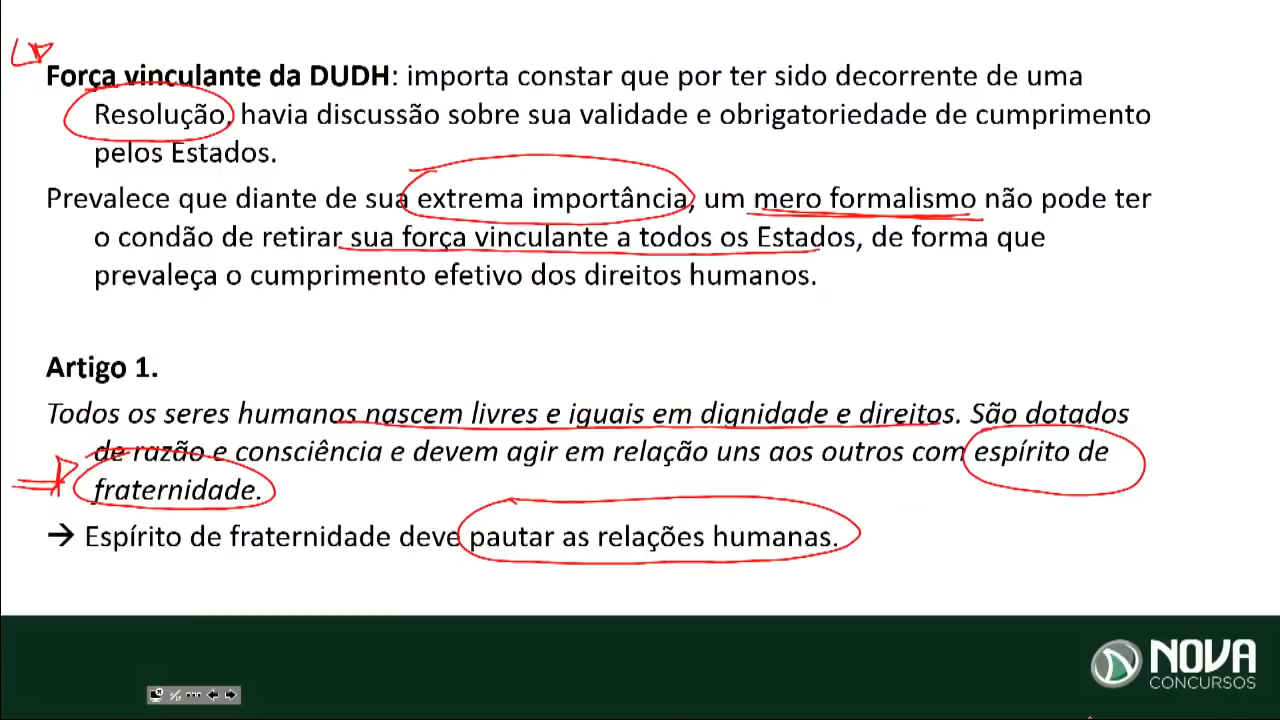 Força vinculante da DUDH: importa constar que por ter sido decorrente de uma
Resolução, havia discussão sobre sua validade e obrigatoriedade de cumprimento
pelos Estados.
Prevalece que diante de sua extrema importância, um mero formalismo não pode ter
o condão de retirar sua força vinculante a todos os Estados, de forma que
prevaleça o cumprimento efetivo dos direitos humanos.
Artigo 1.
Todos os seres humanos nascem livres e iguais em dignidade e direitos. São dotados
de razão e consciência e devem agir em relação uns aos outros com espírito de
fraternidade.
→ Espírito de fraternidade deve pautar as relações humanas.
NOVA
CONCURSOS